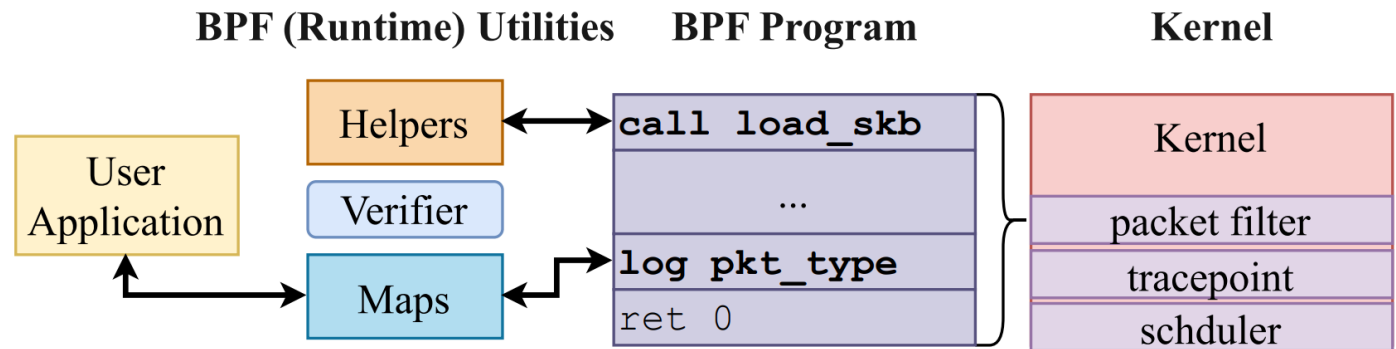 BPF (Runtime) Utilities
BPF Program
Kernel
User
Application
Helpers
Verifier
Maps
call load_skb
...
log pkt_type
ret 0
Kernel
packet filter
tracepoint
schduler